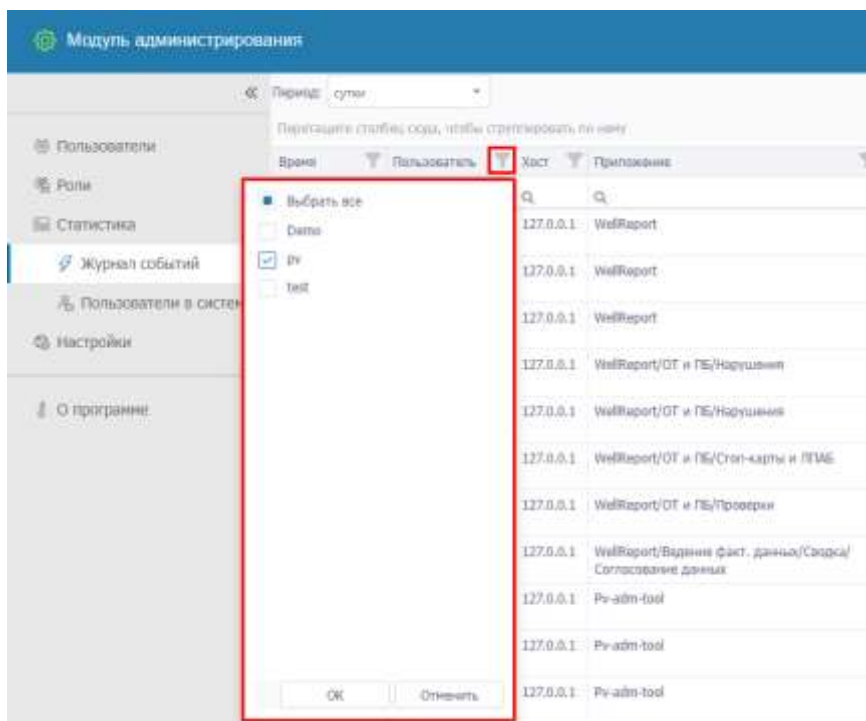 Модуль администрирования
Период: сутки
Перетащите столбец сюда, чтобы сгруппировать по нему
Время Пользователь Хост Приложение
Пользователи
Роли
Статистика
Журнал событий
Пользователи в систем
Настройки
О программе
Выбрать все
Demo
pv
test
ОК Отменить
127.0.0.1 WellReport
127.0.0.1 WellReport
127.0.0.1 WellReport
127.0.0.1 WellReport/ОТ и ПБ/Нарушения
127.0.0.1 WellReport/ОТ и ПБ/Нарушения
127.0.0.1 WellReport/ОТ и ПБ/Стоп-карты и ППАБ
127.0.0.1 WellReport/ОТ и ПБ/Проверки
127.0.0.1 WellReport/Ведение факт. данных/Сводка/
Согласование данных
127.0.0.1 Pv-adm-tool
127.0.0.1 Pv-adm-tool
127.0.0.1 Pv-adm-tool